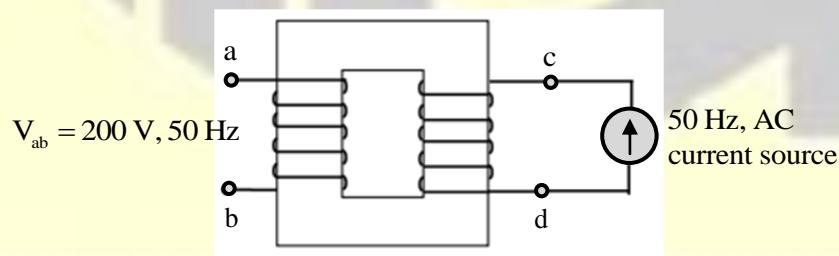 a
c
V_ab = 200 V, 50 Hz
50 Hz, AC
current source
b
d